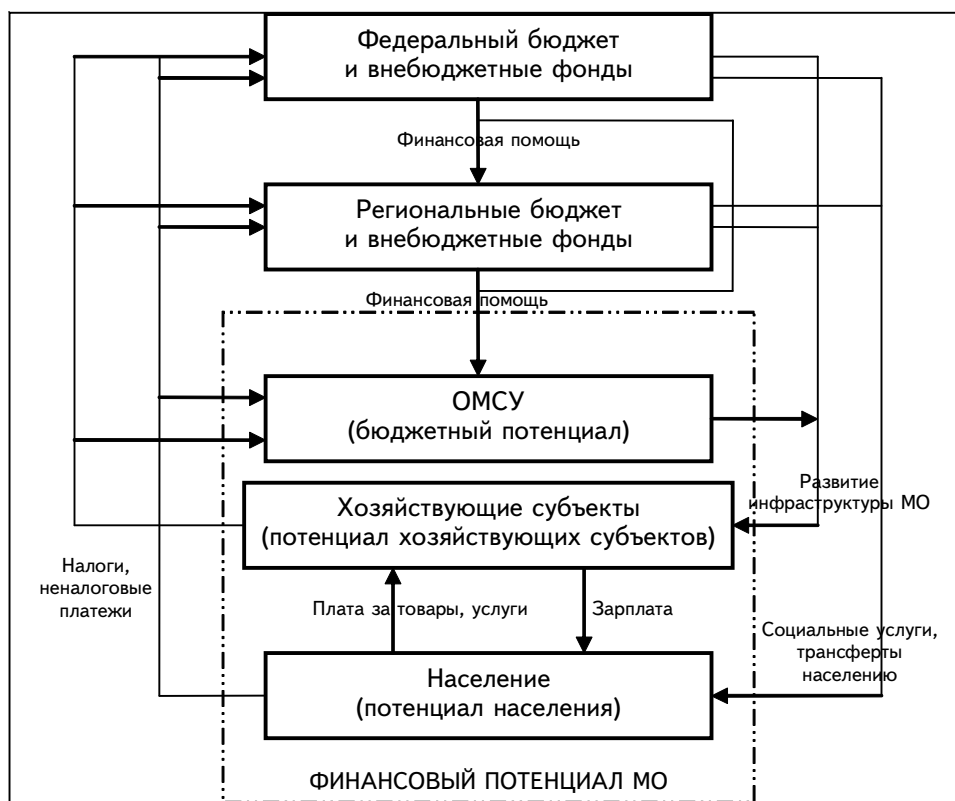 Федеральный бюджет
и внебюджетные фонды
Финансовая помощь
Региональные бюджет
и внебюджетные фонды
Финансовая помощь
ОМСУ
(бюджетный потенциал)
Развитие
инфраструктуры МО
Хозяйствующие субъекты
(потенциал хозяйствующих субъектов)
Налоги,
неналоговые
платежи
Плата за товары, услуги
Зарплата
Социальные услуги,
трансферты
населению
Население
(потенциал населения)
ФИНАНСОВЫЙ ПОТЕНЦИАЛ МО